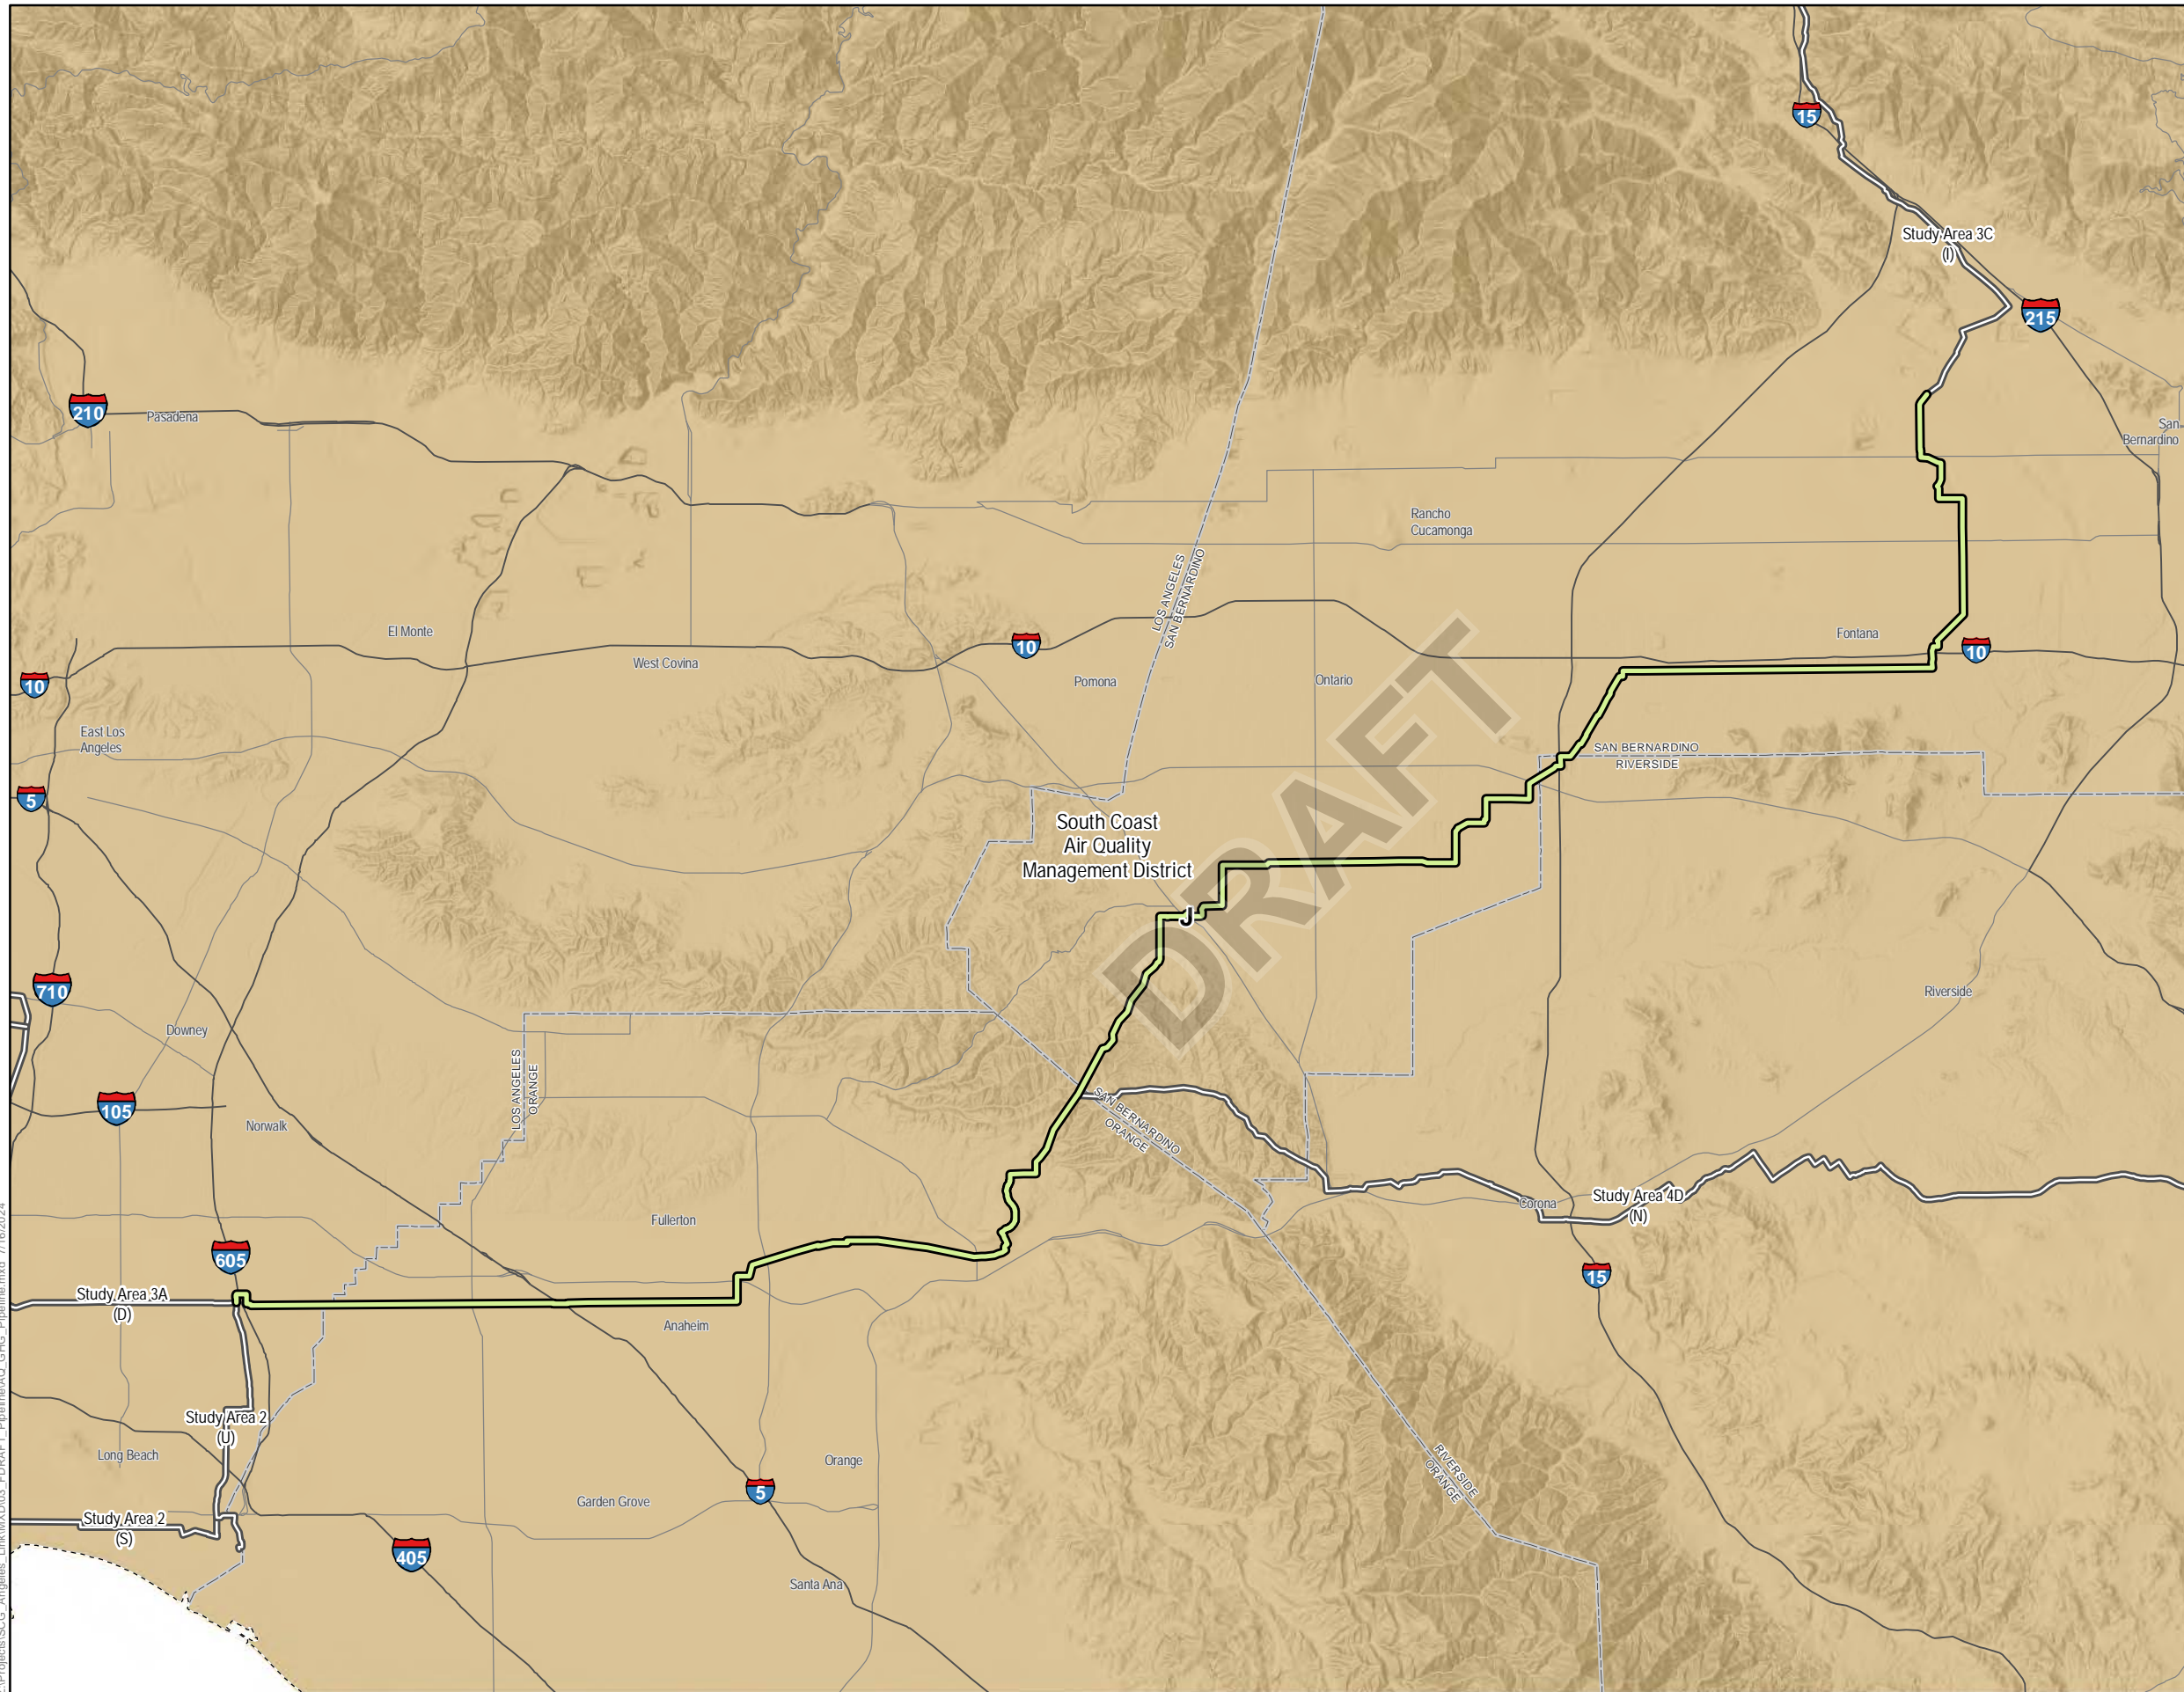 15
Study Area 3C
(I)
215
210
Pasadena
San
Bernardino
Rancho
Cucamonga
LOS ANGELES
SAN BERNARDINO
El Monte
West Covina
10
Fontana
10
10
Pomona
Ontario
East Los
Angeles
SAN BERNARDINO
RIVERSIDE
5
South Coast
Air Quality
Management District
DRAFT
J
710
Riverside
Downey
LOS ANGELES
ORANGE
105
Norwalk
SAN BERNARDINO
ORANGE
Corona
Study Area 4D
(N)
Fullerton
605
15
Study Area 3A
(D)
Anaheim
Study Area 2
(U)
Long Beach
Orange
RIVERSIDE
ORANGE
5
Garden Grove
Study Area 2
(S)
405
Santa Ana